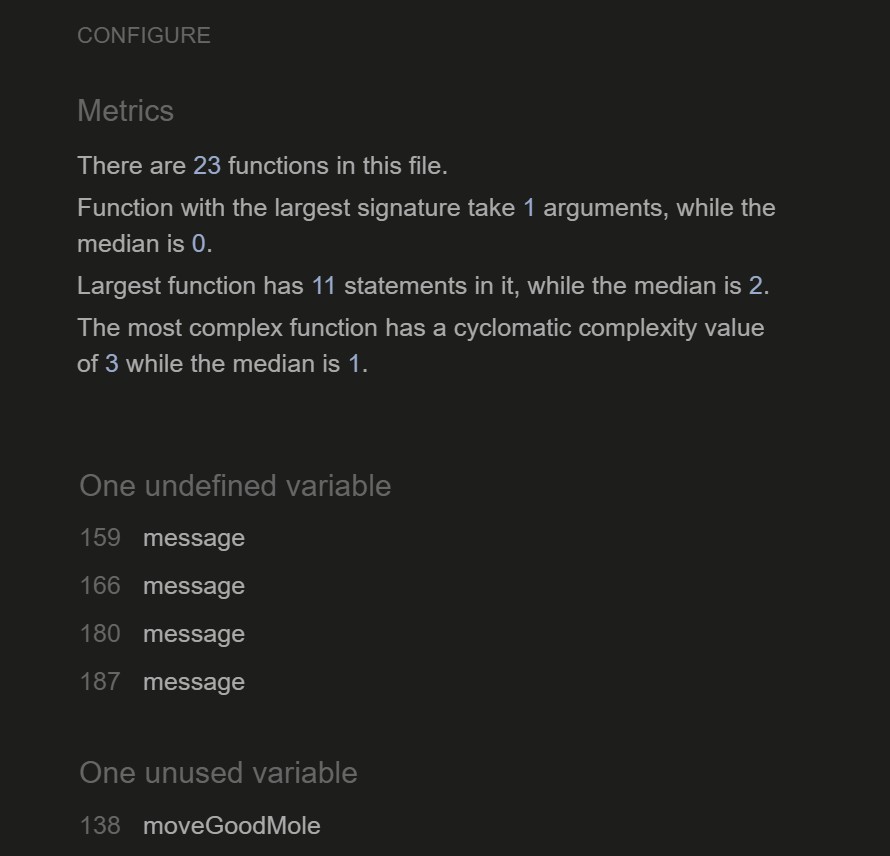 CONFIGURE
Metrics
There are 23 functions in this file.
Function with the largest signature take 1 arguments, while the
median is 0.
Largest function has 11 statements in it, while the median is 2.
The most complex function has a cyclomatic complexity value
of 3 while the median is 1.
One undefined variable
159 message
166 message
180 message
187 message
One unused variable
138 moveGoodMole